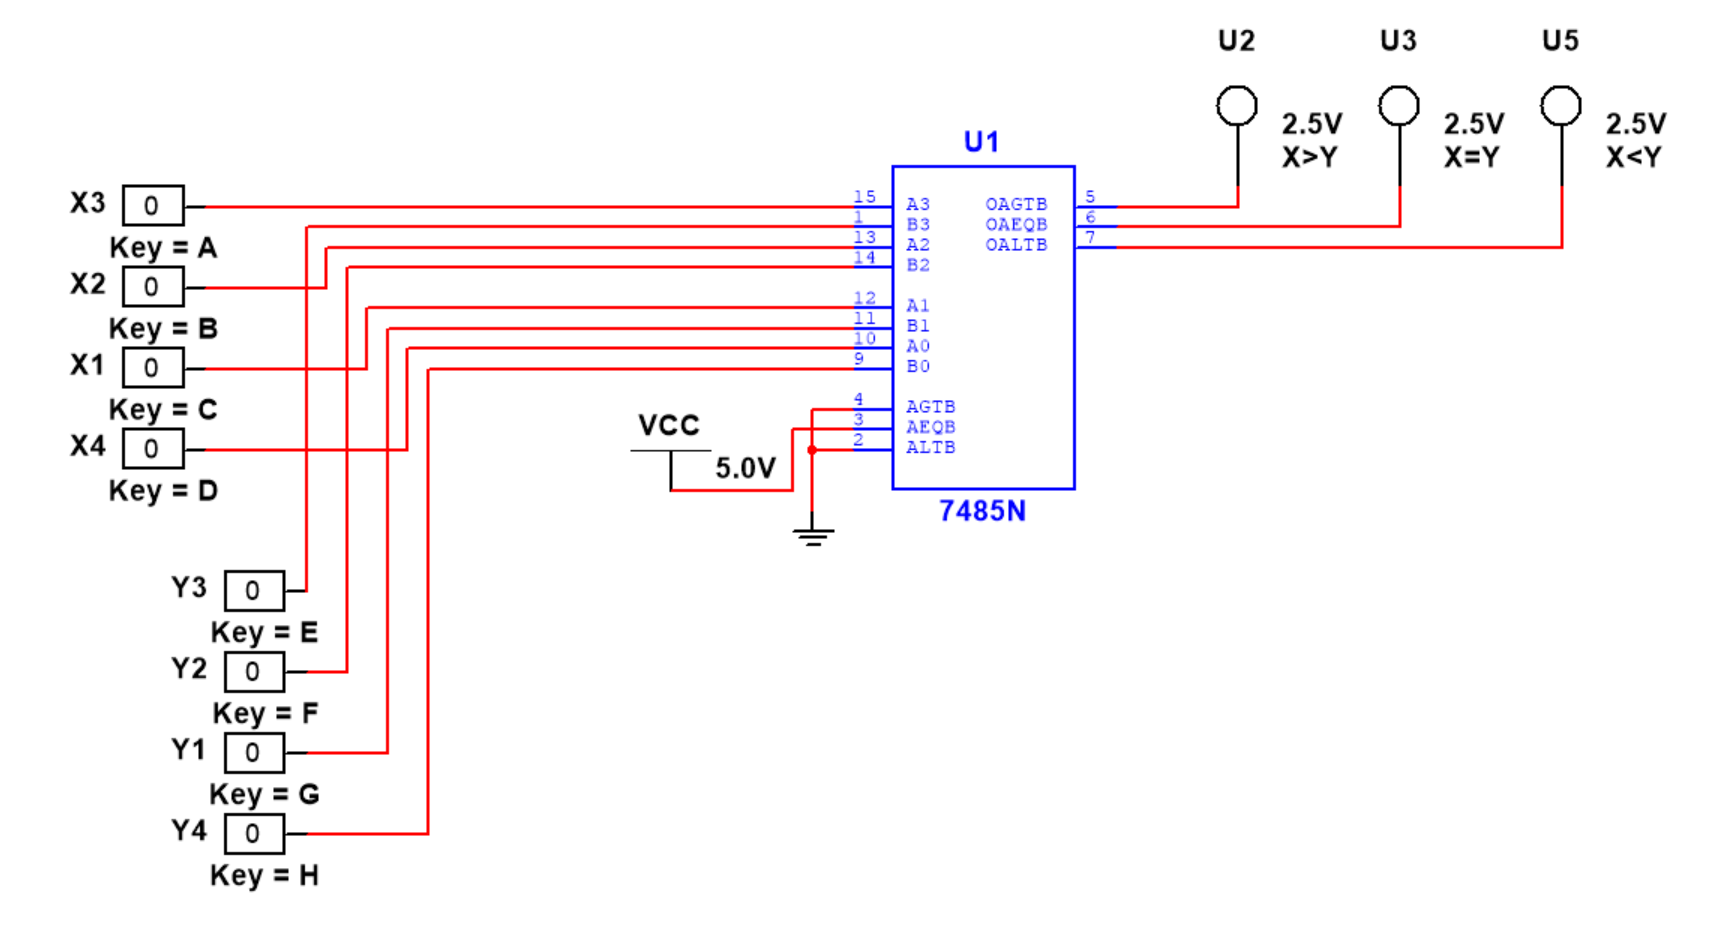 U2 U3 U5
2.5V 2.5V 2.5V
X>Y X=Y X<Y
U1
X3 0
Key = A
X2 0
Key = B
X1 0
Key = C
X4 0
Key = D
15 A3 OAGTB 5
1 B3 OAEQB 6
13 A2 OALTB 7
14 B2
12 A1
11 B1
10 A0
9 B0
4 AGTB
3 AEQB
2 ALTB
VCC
5.0V
7485N
Y3 0
Key = E
Y2 0
Key = F
Y1 0
Key = G
Y4 0
Key = H